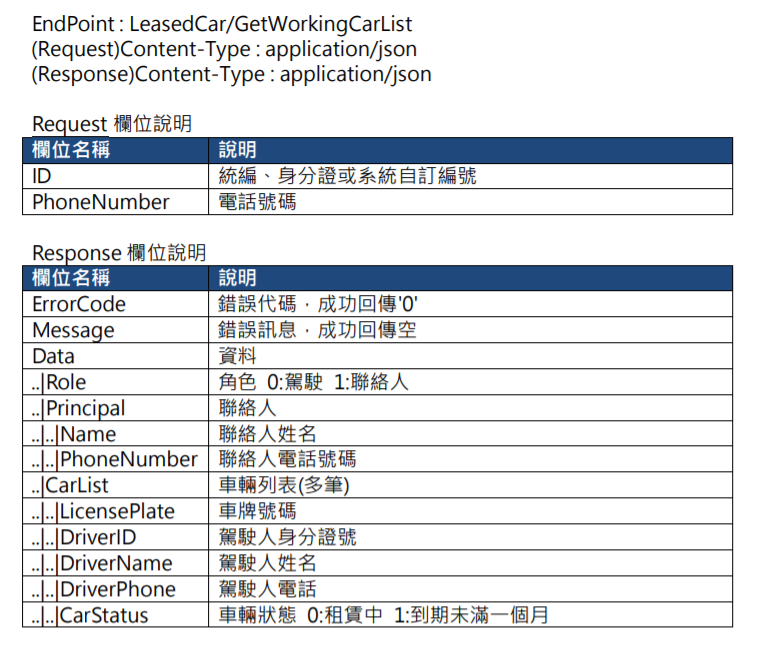 EndPoint : LeasedCar/GetWorkingCarList
(Request)Content-Type : application/json
(Response)Content-Type : application/json
Request 欄位說明
欄位名稱 說明
ID 統編、身分證或系統自訂編號
PhoneNumber 電話號碼
Response 欄位說明
欄位名稱 說明
ErrorCode 錯誤代碼，成功回傳'0'
Message 錯誤訊息，成功回傳空
Data 資料
..|Role 角色 0:駕駛 1:聯絡人
..|Principal 聯絡人
..|..|Name 聯絡人姓名
..|..|PhoneNumber 聯絡人電話號碼
..|CarList 車輛列表(多筆)
..|..|LicensePlate 車牌號碼
..|..|DriverID 駕駛人身分證號
..|..|DriverName 駕駛人姓名
..|..|DriverPhone 駕駛人電話
..|..|CarStatus 車輛狀態 0:租賃中 1:到期未滿一個月